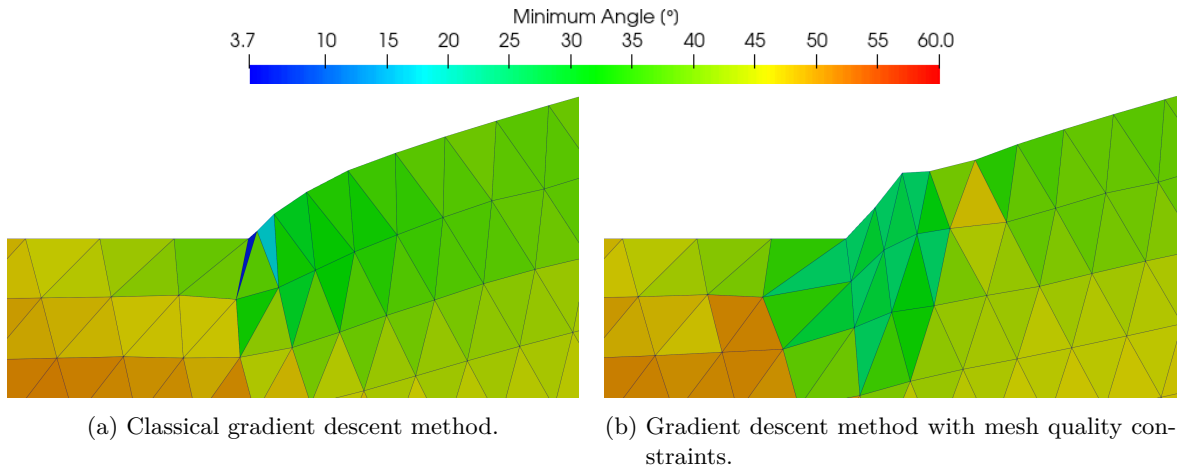 Minimum Angle (°)
3.7 10 15 20 25 30 35 40 45 50 55 60.0
(a) Classical gradient descent method.
(b) Gradient descent method with mesh quality con-
straints.